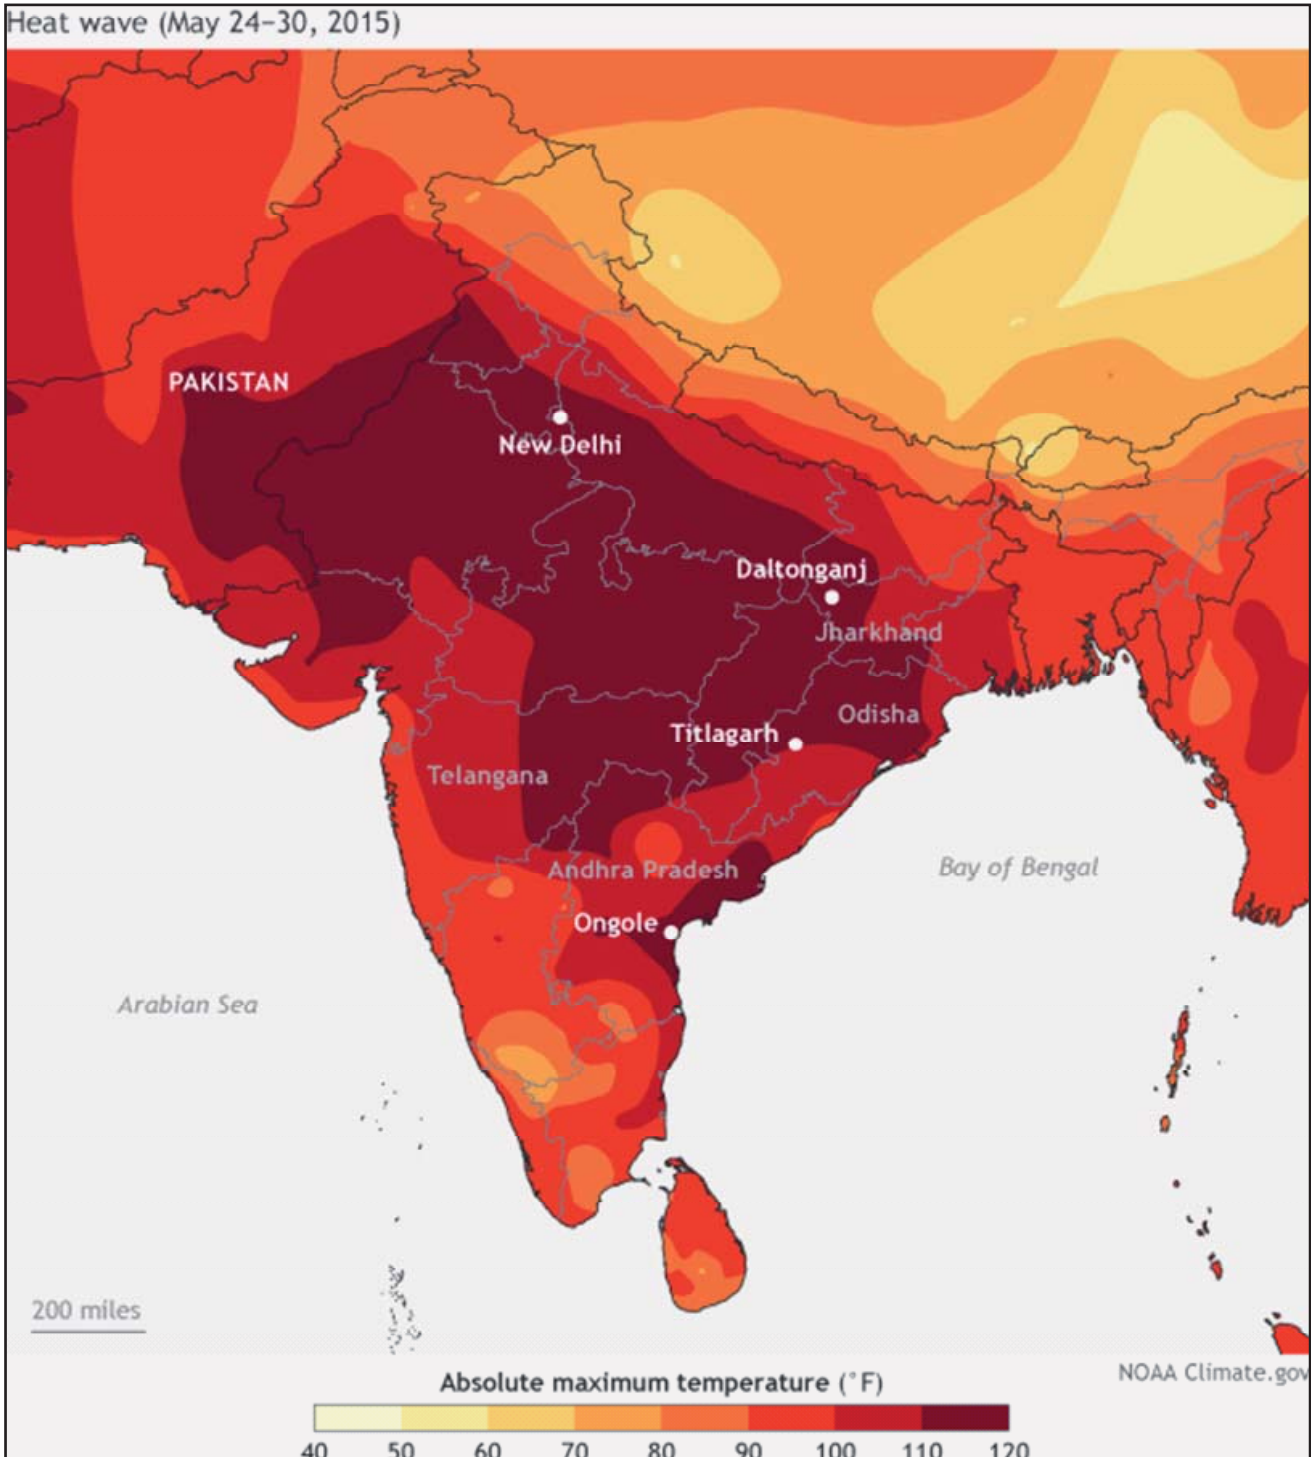 Heat wave (May 24–30, 2015)
PAKISTAN
New Delhi
Daltonganj
Jharkhand
Odisha
Titlagarh
Telangana
Andhra Pradesh
Bay of Bengal
Ongole
Arabian Sea
200 miles
NOAA Climate.gov
Absolute maximum temperature (°F)
40 50 60 70 80 90 100 110 120